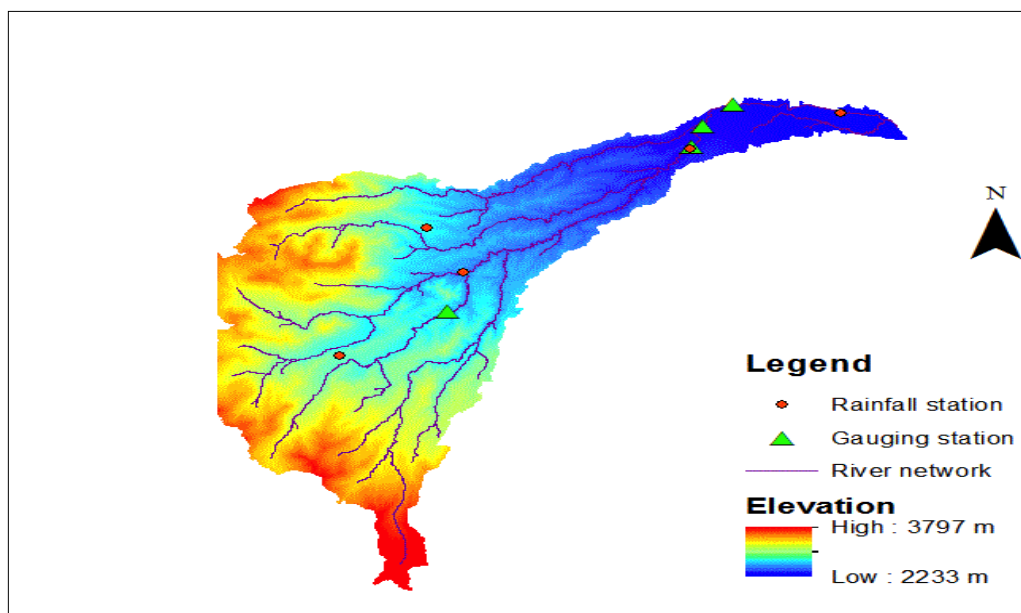 N
Legend
Rainfall station
Gauging station
River network
Elevation
High : 3797 m
Low : 2233 m